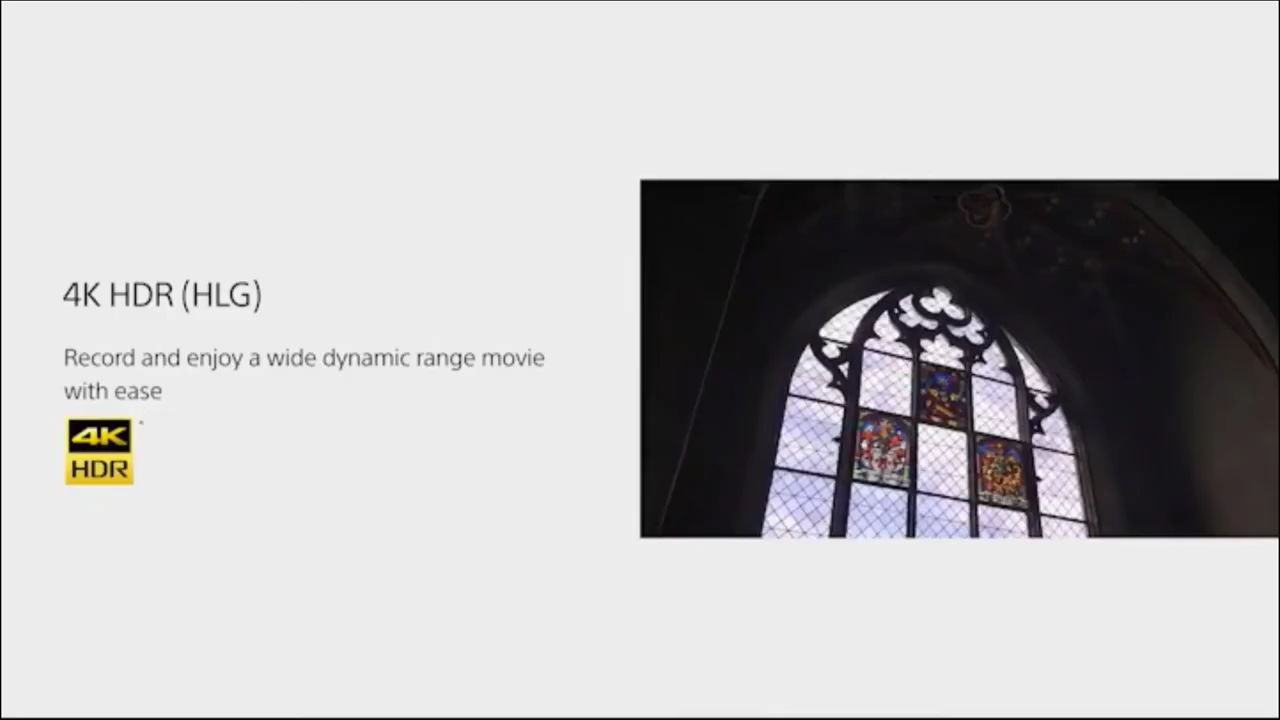 4K HDR (HLG)
Record and enjoy a wide dynamic range movie
with ease
4K
HDR